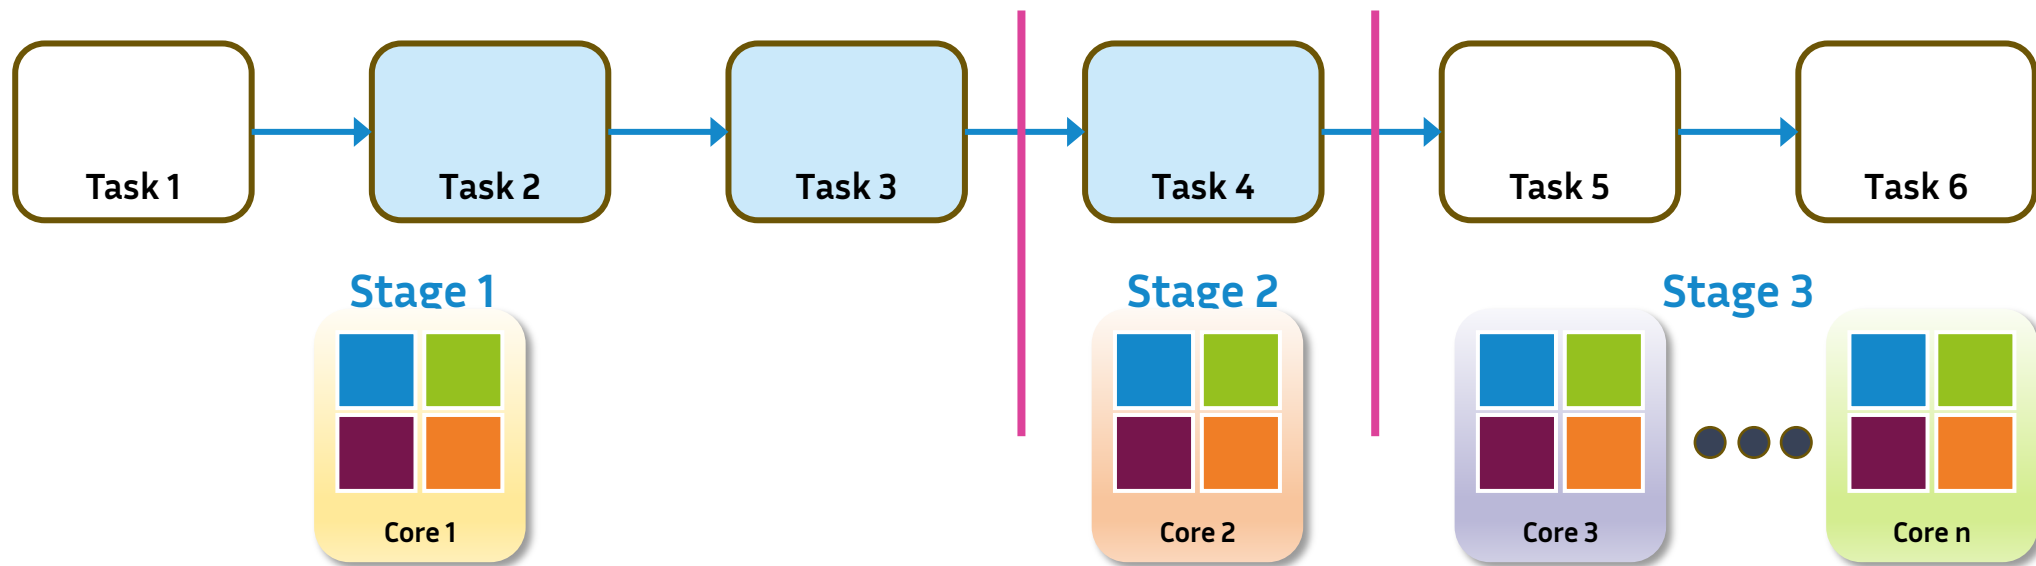 Task 1
Task 2
Task 3
Task 4
Task 5
Task 6
Stage 1
Stage 2
Stage 3
Core 1
Core 2
Core 3
Core n